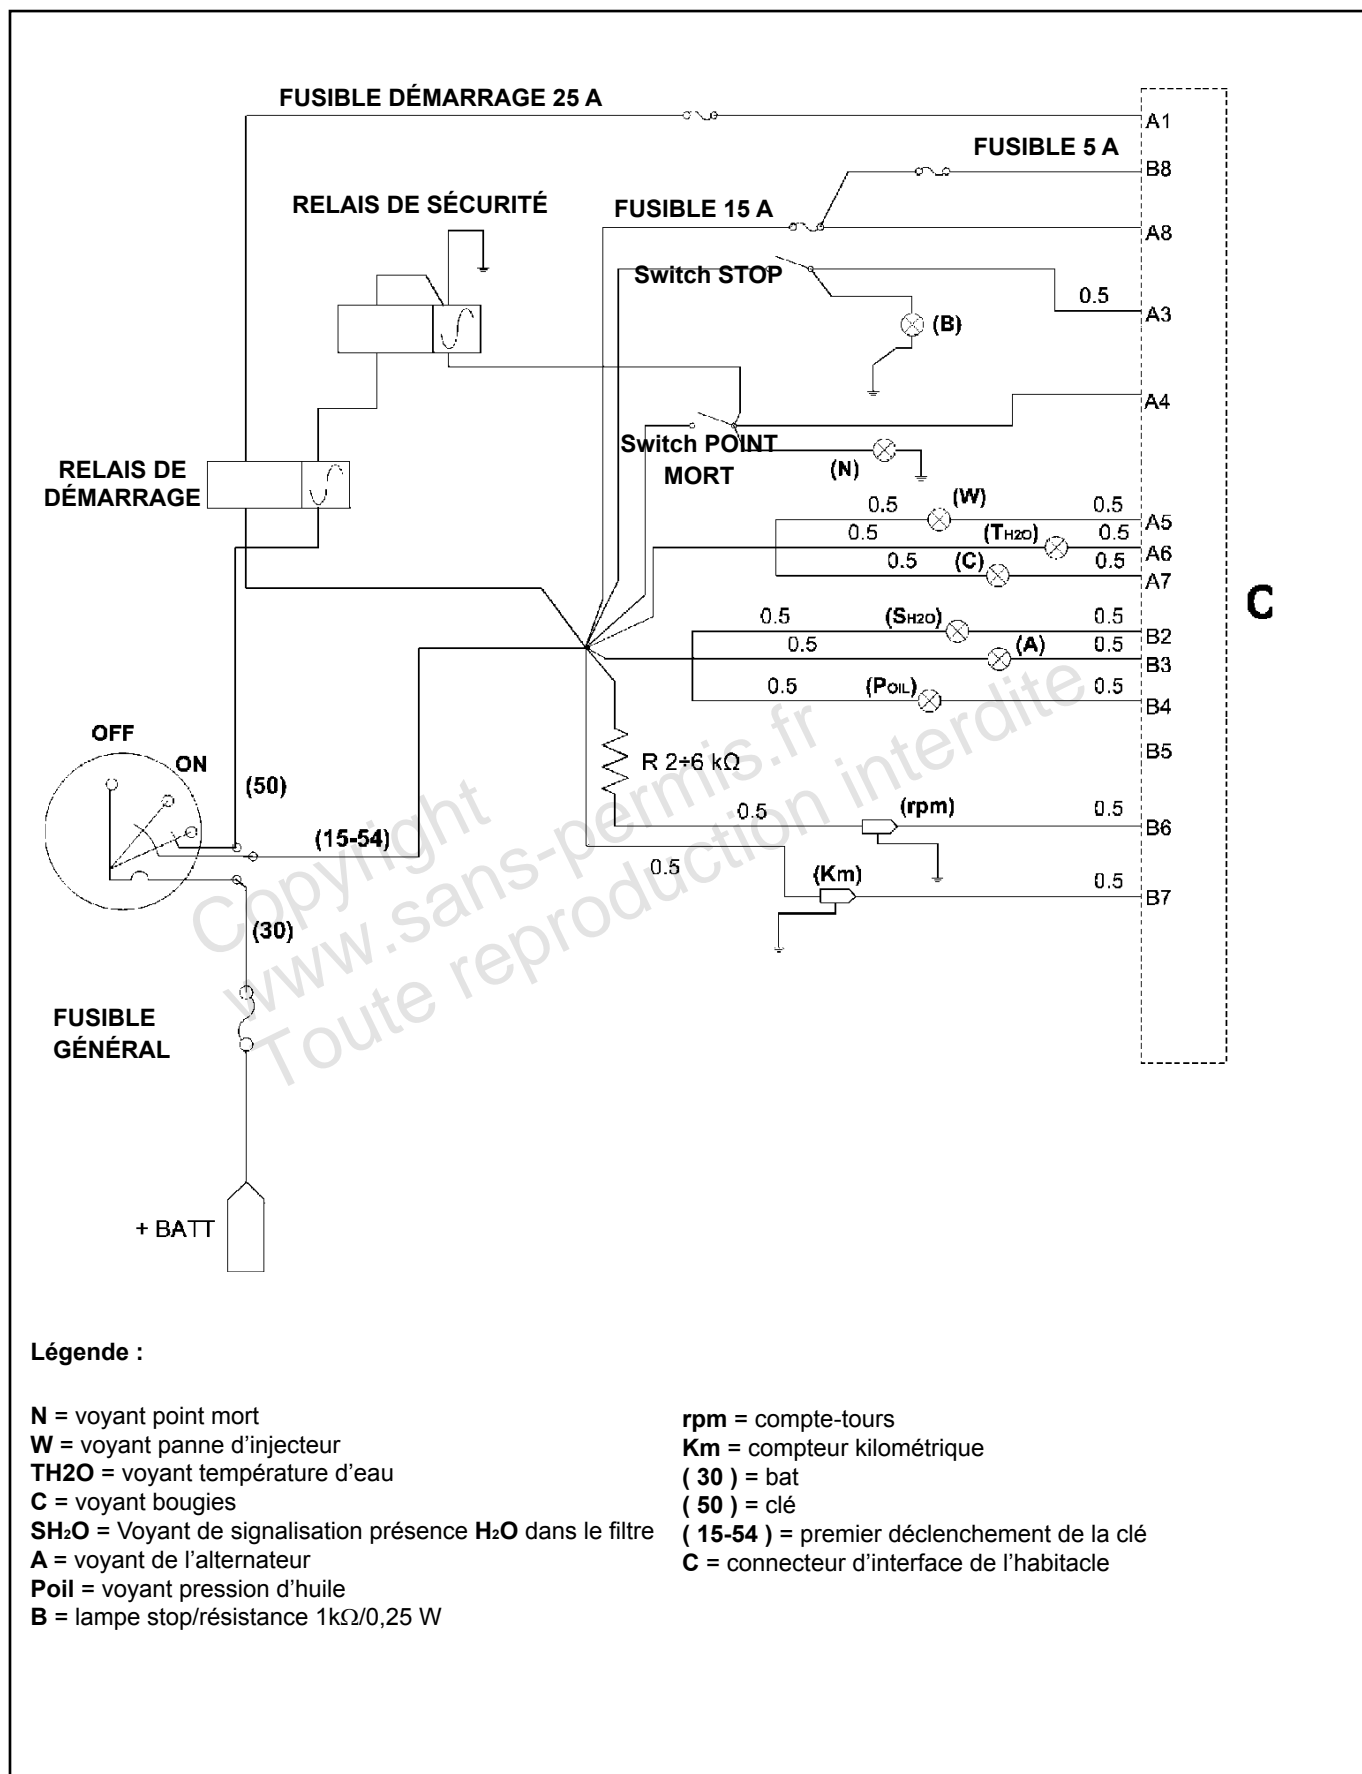 FUSIBLE DÉMARRAGE 25 A
A1
FUSIBLE 5 A
B8
RELAIS DE SÉCURITÉ
FUSIBLE 15 A
A8
Switch STOP
0.5
A3
(B)
A4
Switch POINT
MORT
(N)
RELAIS DE
DÉMARRAGE
0.5 (W) 0.5
A5
0.5 (TH2O) 0.5
A6
0.5 (C) 0.5
A7
C
0.5 (SH2O) 0.5
B2
0.5 (A) 0.5
B3
0.5 (POIL) 0.5
B4
OFF
ON
B5
R 2÷6 kΩ
(50)
0.5 (rpm) 0.5
B6
(15-54)
0.5 (Km) 0.5
B7
(30)
FUSIBLE
GÉNÉRAL
Copyright
www.sans-permis.fr
Toute reproduction interdite
+ BATT
Légende :
N = voyant point mort
W = voyant panne d'injecteur
TH2O = voyant température d'eau
C = voyant bougies
SH2O = Voyant de signalisation présence H2O dans le filtre
A = voyant de l'alternateur
Poil = voyant pression d'huile
B = lampe stop/résistance 1kΩ/0,25 W
rpm = compte-tours
Km = compteur kilométrique
( 30 ) = bat
( 50 ) = clé
( 15-54 ) = premier déclenchement de la clé
C = connecteur d'interface de l'habitacle